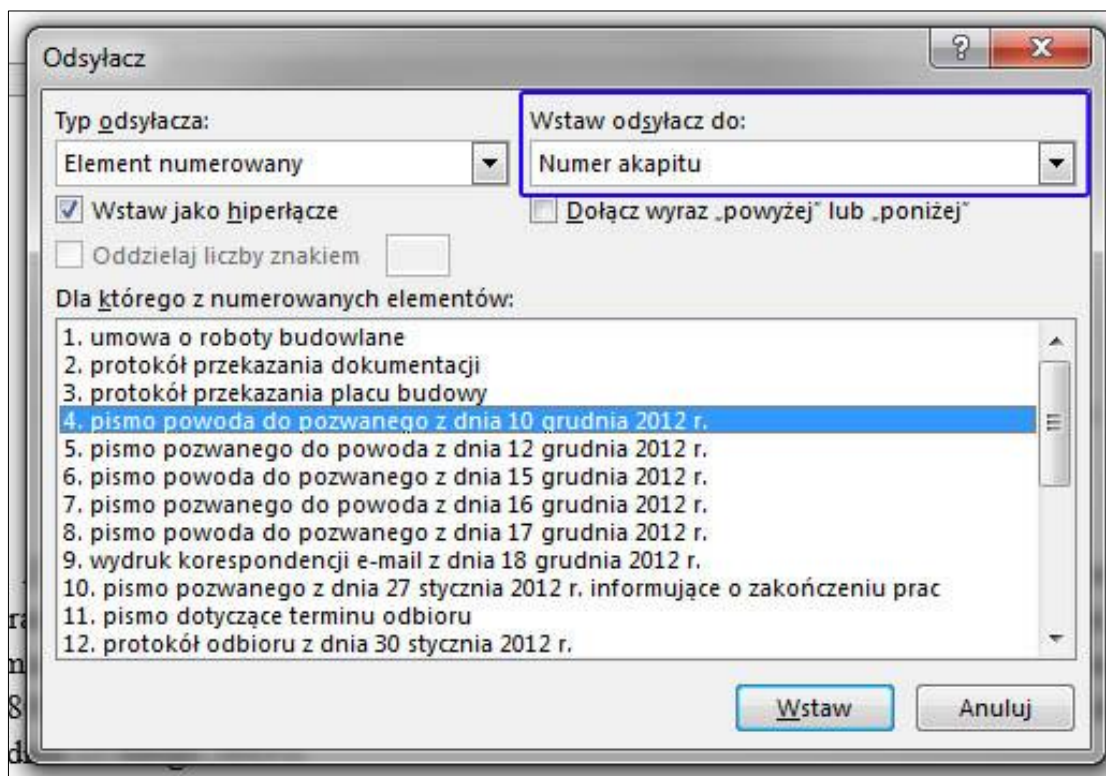 Odsyłacz
Typ odsyłacza:
Wstaw odsyłacz do:
Element numerowany
Numer akapitu
Wstaw jako hiperłącze
Dołącz wyraz „powyżej” lub „poniżej”
Oddzielaj liczby znakiem
Dla którego z numerowanych elementów:
1. umowa o roboty budowlane
2. protokół przekazania dokumentacji
3. protokół przekazania placu budowy
4. pismo powoda do pozwanego z dnia 10 grudnia 2012 r.
5. pismo pozwanego do powoda z dnia 12 grudnia 2012 r.
6. pismo powoda do pozwanego z dnia 15 grudnia 2012 r.
7. pismo pozwanego do powoda z dnia 16 grudnia 2012 r.
8. pismo powoda do pozwanego z dnia 17 grudnia 2012 r.
9. wydruk korespondencji e-mail z dnia 18 grudnia 2012 r.
10. pismo pozwanego z dnia 27 stycznia 2012 r. informujące o zakończeniu prac
11. pismo dotyczące terminu odbioru
12. protokół odbioru z dnia 30 stycznia 2012 r.
Wstaw
Anuluj